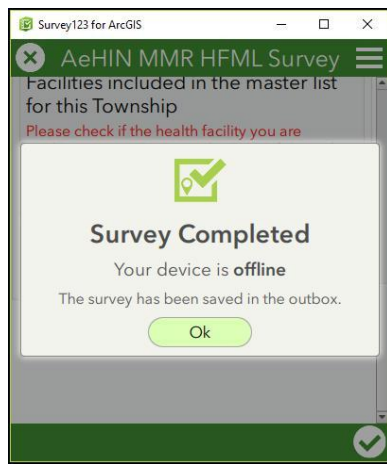 Survey123 for ArcGIS
AeHIN MMR HFML Survey
Facilities included in the master list
for this Township
Please check if the health facility you are
Survey Completed
Your device is offline
The survey has been saved in the outbox.
Ok